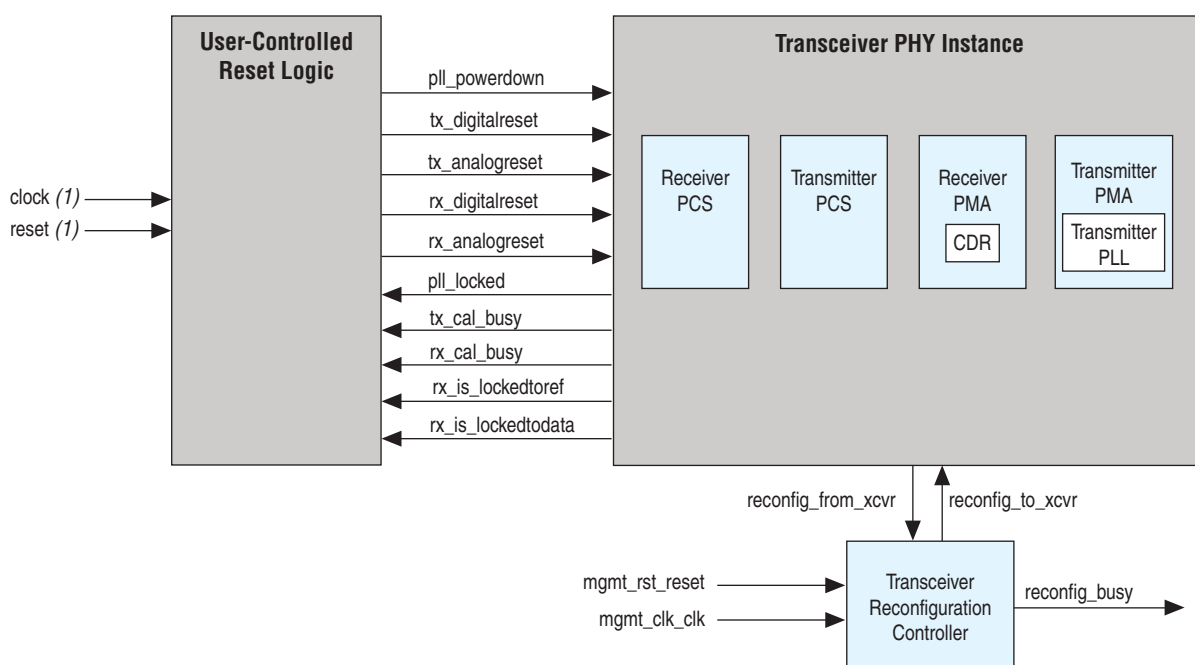 User-Controlled
Reset Logic
Transceiver PHY Instance
pll_powerdown
tx_digitalreset
tx_analogreset
rx_digitalreset
rx_analogreset
pll_locked
tx_cal_busy
rx_cal_busy
rx_is_lockedtoref
rx_is_lockedtodata
clock (1)
reset (1)
Receiver
PCS
Transmitter
PCS
Receiver
PMA
CDR
Transmitter
PMA
Transmitter
PLL
reconfig_from_xcvr
reconfig_to_xcvr
mgmt_rst_reset
mgmt_clk_clk
Transceiver
Reconfiguration
Controller
reconfig_busy